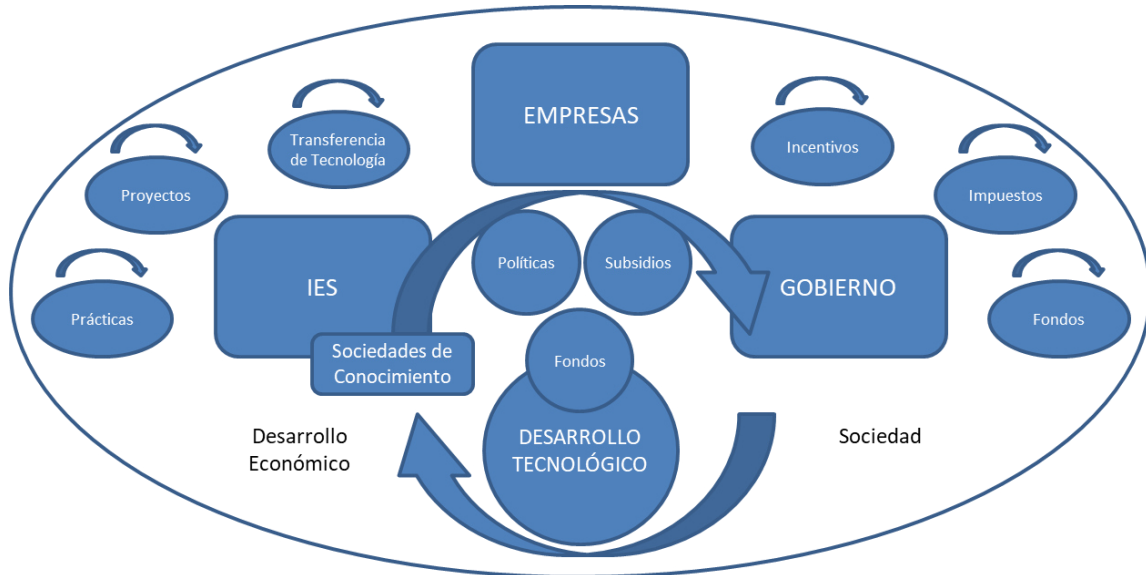 EMPRESAS
Transferencia
de Tecnología
Incentivos
Proyectos
Impuestos
Políticas
Subsidios
IES
GOBIERNO
Prácticas
Fondos
Sociedades de
Conocimiento
Fondos
Desarrollo
Económico
DESARROLLO
TECNOLÓGICO
Sociedad